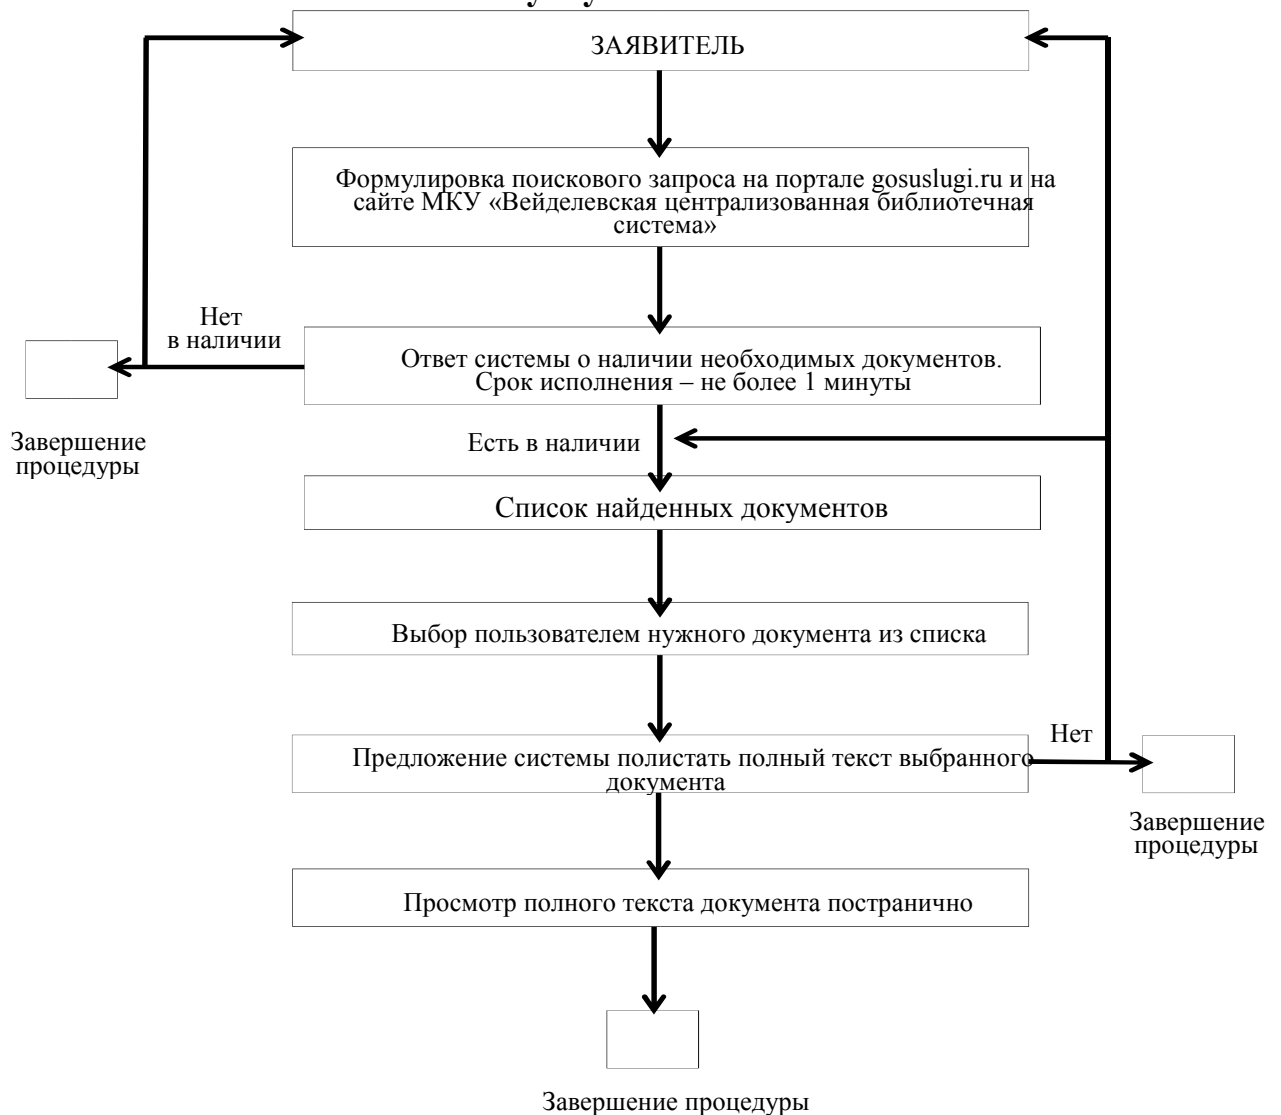 ЗАЯВИТЕЛЬ
Формулировка поискового запроса на портале gosuslugi.ru и на
сайте МКУ «Вейделевская централизованная библиотечная
система»
Нет
в наличии
Ответ системы о наличии необходимых документов.
Срок исполнения – не более 1 минуты
Завершение
процедуры
Есть в наличии
Список найденных документов
Выбор пользователем нужного документа из списка
Предложение системы полистать полный текст выбранного
документа
Нет
Завершение
процедуры
Просмотр полного текста документа постранично
Завершение процедуры